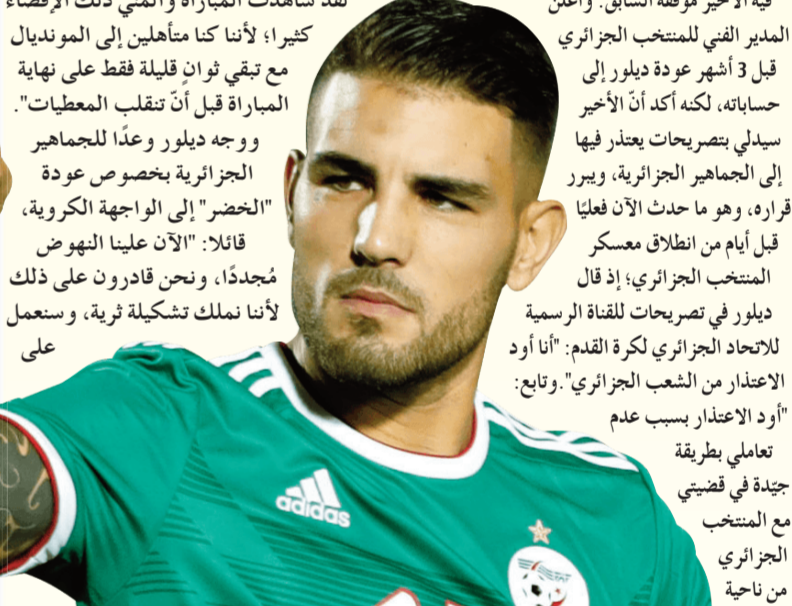 فيه الأخير موقفه السابق. وأعلن
المدير الفني للمنتخب الجزائري
قبل 3 أشهر عودة ديلور إلى
حساباته، لكنه أكد أنّ الأخير
سيدلي بتصريحات يعتذر فيها
إلى الجماهير الجزائرية، ويبرر
قراره، وهو ما حدث الآن فعليًا
قبل أيام من انطلاق معسكر
المنتخب الجزائري؛ إذ قال
ديلور في تصريحات للقناة الرسمية
للاتحاد الجزائري لكرة القدم: "أنا أود
الاعتذار من الشعب الجزائري".وتابع:
"أود الاعتذار بسبب عدم
تعاملي بطريقة
جيّدة في قضيتي
مع المنتخب
الجزائري
من ناحية
لقد شاهدت المباراة وآلمني ذلك الإقصاء
كثيرا؛ لأننا كنا متأهلين إلى المونديال
مع تبقي ثوانٍ قليلة فقط على نهاية
المباراة قبل أنّ تنقلب المعطيات".
ووجه ديلور وعدًا للجماهير
الجزائرية بخصوص عودة
"الخضر" إلى الواجهة الكروية،
قائلا: "الآن علينا النهوض
مُجددًا، ونحن قادرون على ذلك
لأننا نملك تشكيلة ثرية، وسنعمل
على
adidas